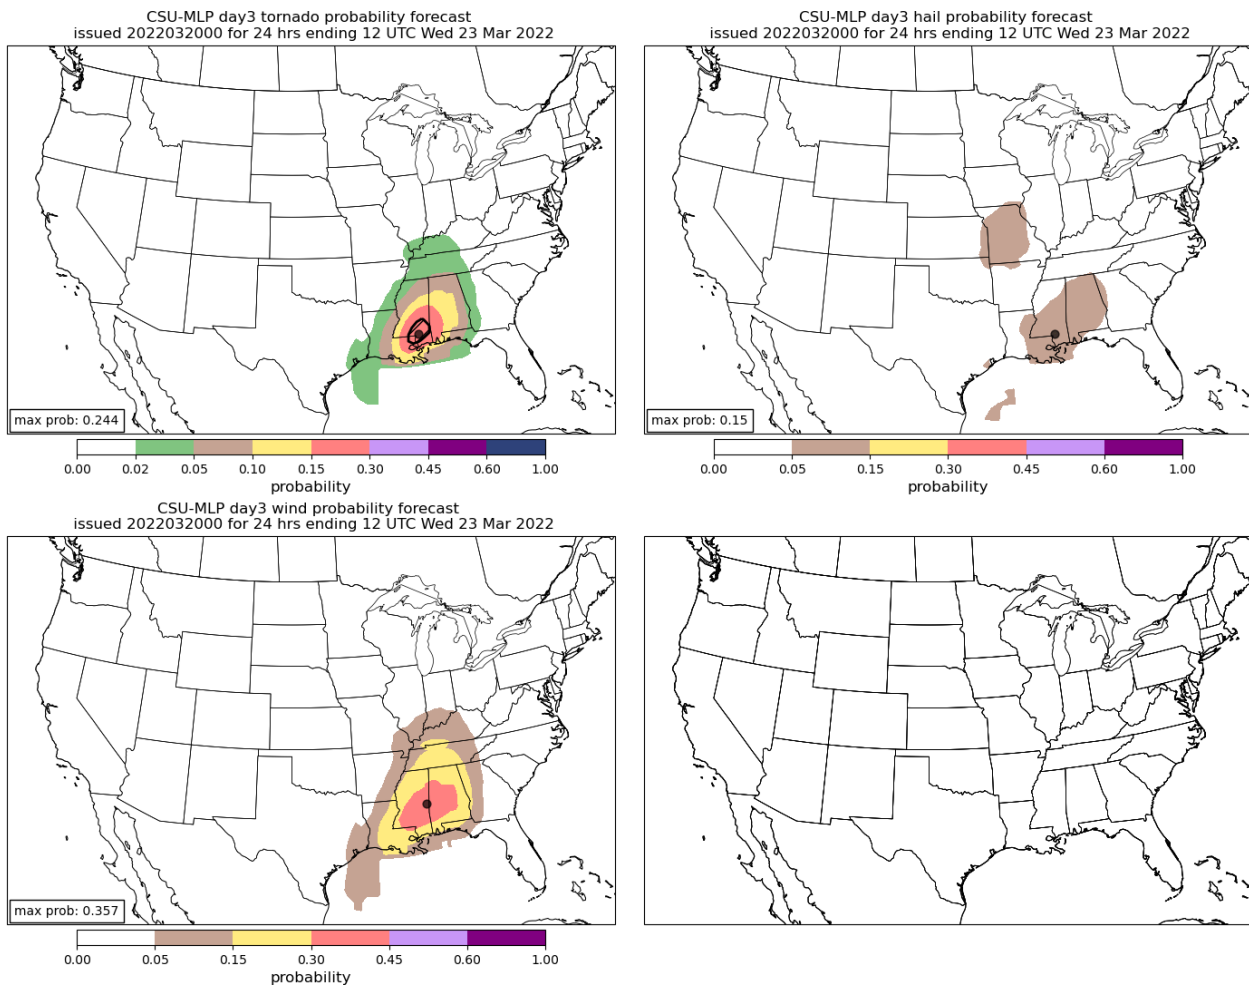 CSU-MLP day3 tornado probability forecast
issued 2022032000 for 24 hrs ending 12 UTC Wed 23 Mar 2022
max prob: 0.244
0.00 0.02 0.05 0.10 0.15 0.30 0.45 0.60 1.00
probability
CSU-MLP day3 hail probability forecast
issued 2022032000 for 24 hrs ending 12 UTC Wed 23 Mar 2022
max prob: 0.15
0.00 0.05 0.15 0.30 0.45 0.60 1.00
probability
CSU-MLP day3 wind probability forecast
issued 2022032000 for 24 hrs ending 12 UTC Wed 23 Mar 2022
max prob: 0.357
0.00 0.05 0.15 0.30 0.45 0.60 1.00
probability